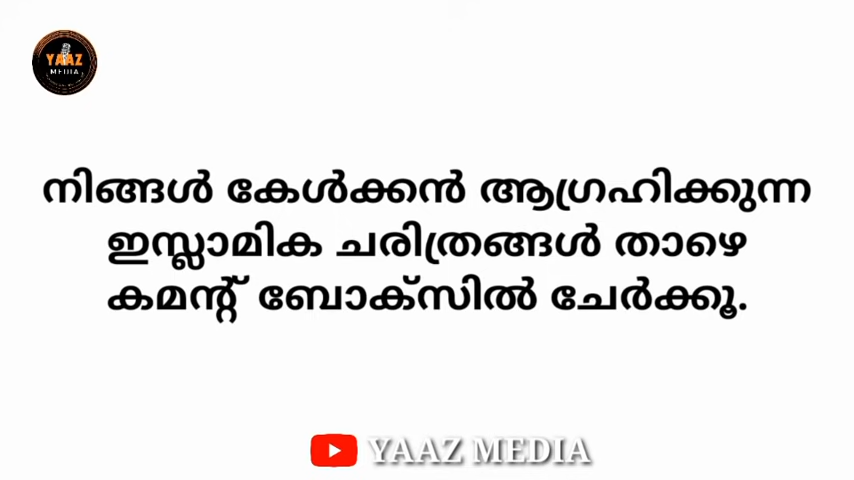 YAAZ
MEDIA
നിങ്ങൾ കേൾക്കൻ ആഗ്രഹിക്കുന്ന
ഇസ്ലാമിക ചരിത്രങ്ങൾ താഴെ
കമന്റ് ബോക്സിൽ ചേർക്കൂ.
YAAZ MEDIA